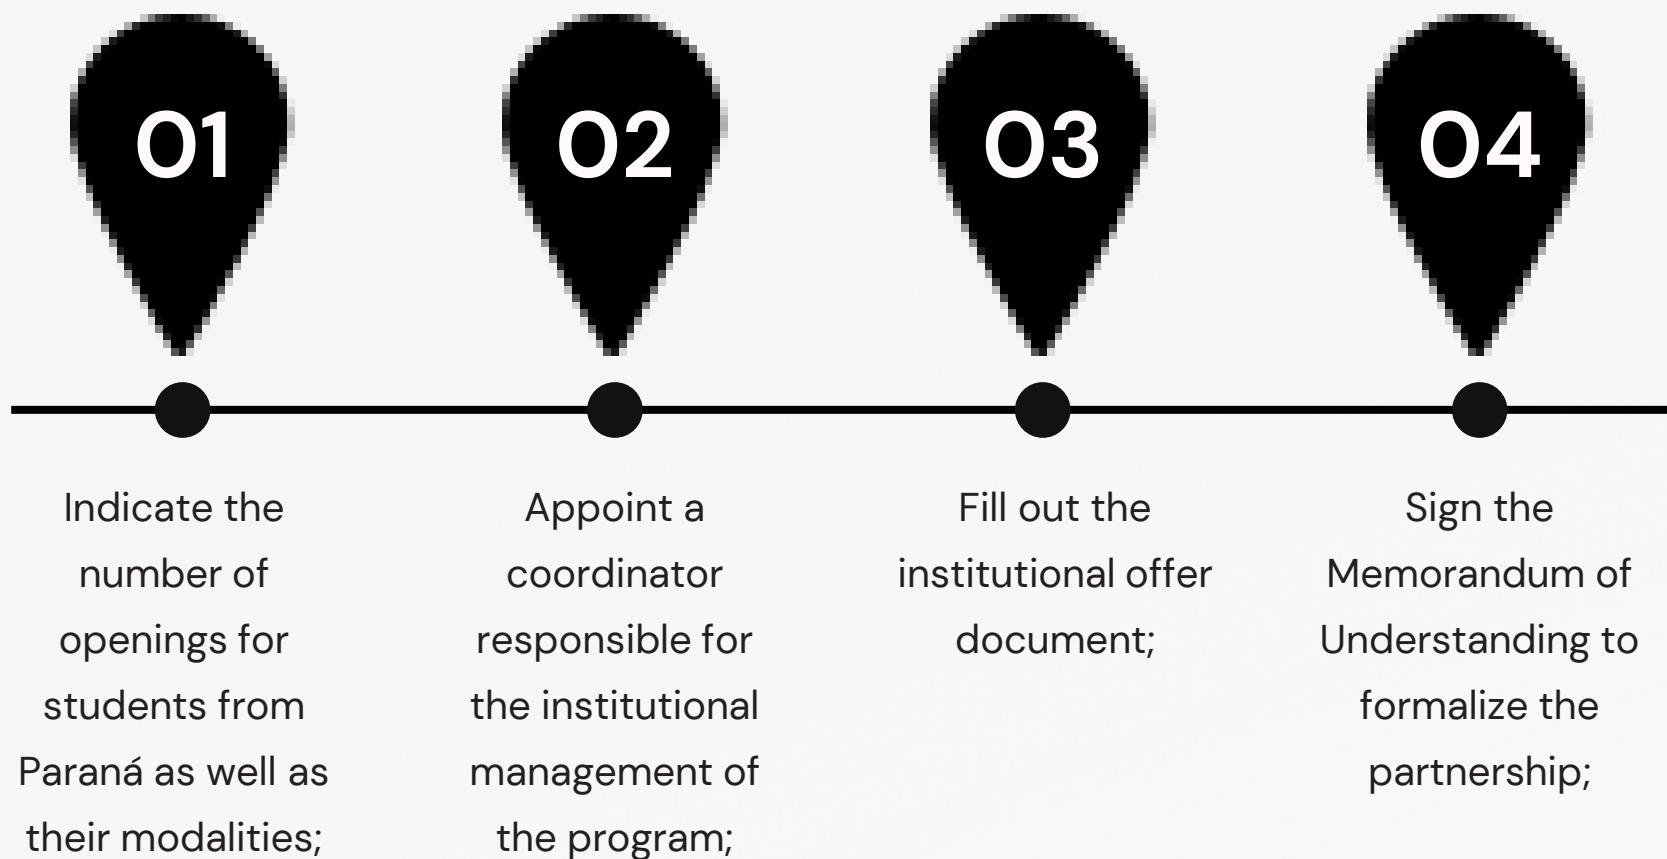 01
Indicate the
number of
openings for
students from
Paraná as well as
their modalities;
02
Appoint a
coordinator
responsible for
the institutional
management of
the program;
03
Fill out the
institutional offer
document;
04
Sign the
Memorandum of
Understanding to
formalize the
partnership;